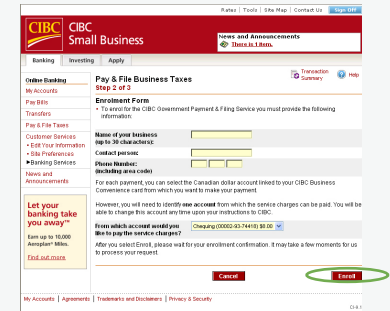 Rates | Tools | Site Map | Contact Us | Sign Off
CIBC
CIBC
Small Business
News and Announcements
There is 1 item.
Banking Investing Apply
Online Banking
My Accounts
Pay Bills
Transfers
Pay & File Taxes
Customer Services
• Edit Your Information
• Site Preferences
Banking Services
News and
Announcements
Let your
banking take
you away™
Earn up to 10,000
Aeroplan® Miles.
Find out more
Pay & File Business Taxes
Step 2 of 3
Transaction
Summary
Help
Enrolment Form
• To enrol for the CIBC Government Payment & Filing Service you must provide the following
information:
Name of your business
(up to 30 characters):
Contact person:
Phone Number:
(including area code)
For each payment, you can select the Canadian dollar account linked to your CIBC Business
Convenience card from which you want to make your payment.
However, you will need to identify one account from which the service charges can be paid. You will be
able to change this account any time upon your instructions to CIBC.
From which account would you
like to pay the service charges?
Chequing (00002-93-74418) $8.00
After you select Enroll, please wait for your enrollment confirmation. It may take a few moments for us
to process your request.
Cancel
Enroll
My Accounts | Agreements | Trademarks and Disclaimers | Privacy & Security